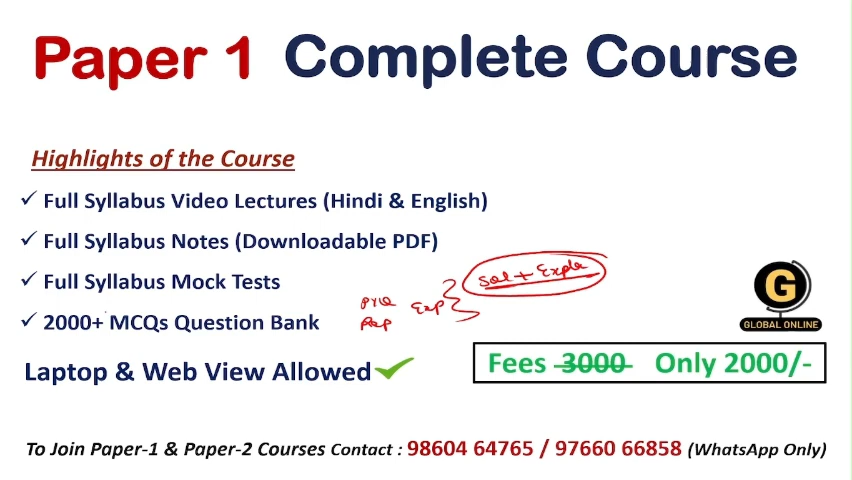 Paper 1 Complete Course
Highlights of the Course
✓ Full Syllabus Video Lectures (Hindi & English)
✓ Full Syllabus Notes (Downloadable PDF)
✓ Full Syllabus Mock Tests
Sol + Expla
✓ 2000+ MCQs Question Bank
PYQ
Exp
G
GLOBAL ONLINE
Laptop & Web View Allowed
Fees 3000 Only 2000/-
To Join Paper-1 & Paper-2 Courses Contact : 98604 64765 / 97660 66858 (WhatsApp Only)